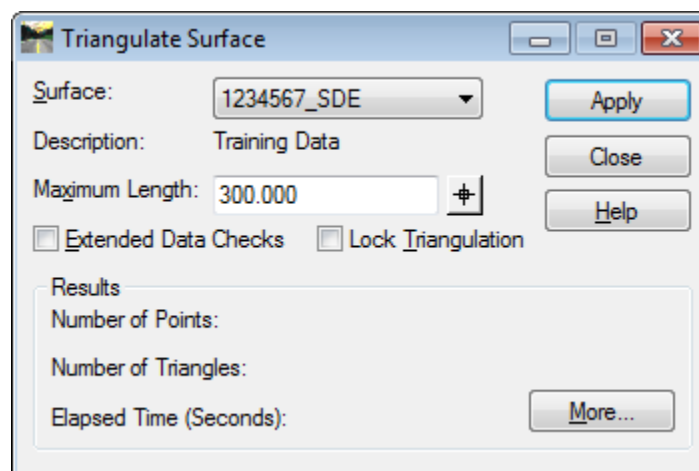 Triangulate Surface
Surface: 1234567_SDE Apply
Description: Training Data Close
Maximum Length: 300.000 Help
Extended Data Checks Lock Triangulation
Results
Number of Points:
Number of Triangles:
Elapsed Time (Seconds): More...